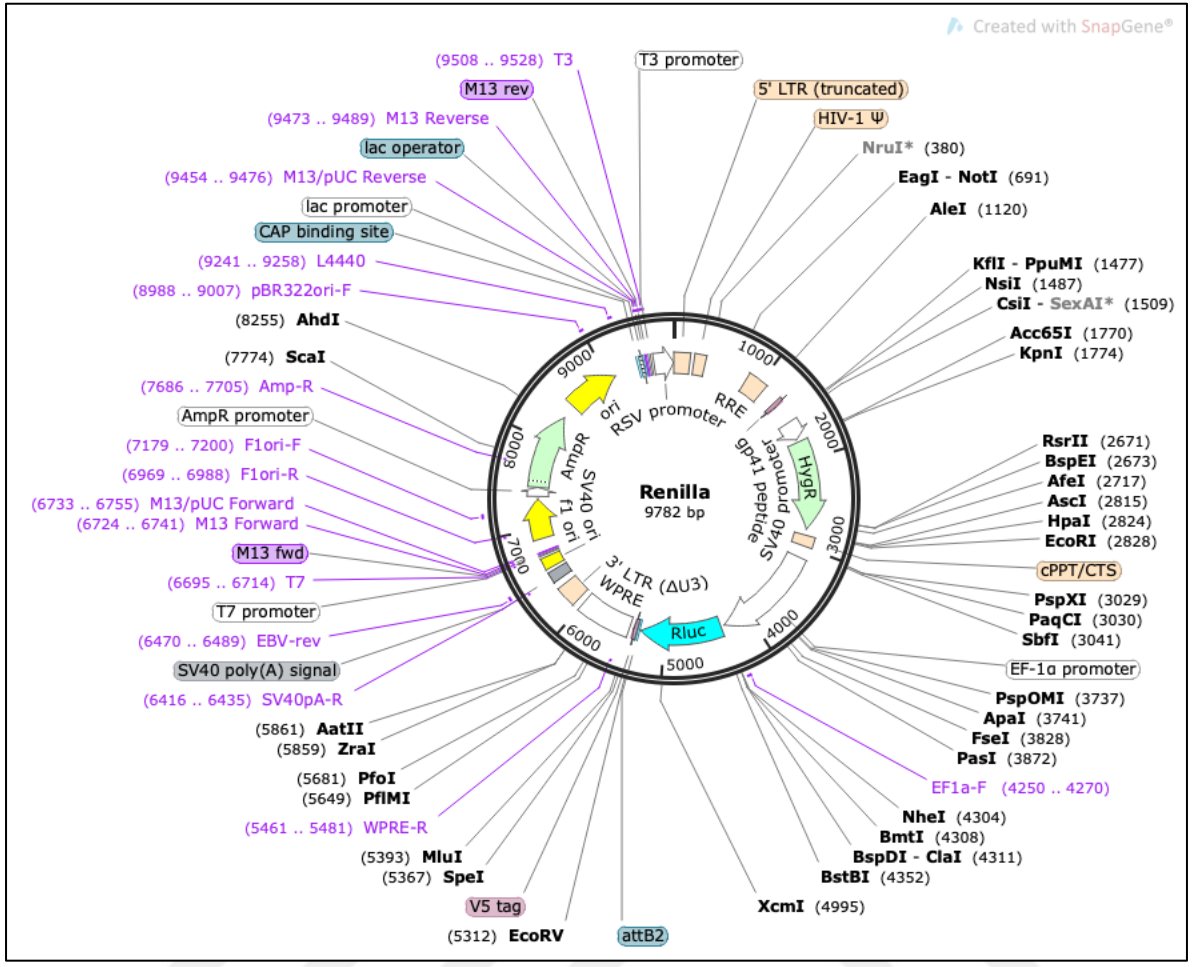 Created with SnapGene®
(9508 .. 9528) T3
T3 promoter
M13 rev
5' LTR (truncated)
(9473 .. 9489) M13 Reverse
HIV-1 Ψ
lac operator
NruI* (380)
(9454 .. 9476) M13/pUC Reverse
EagI - NotI (691)
lac promoter
AleI (1120)
CAP binding site
(9241 .. 9258) L4440
KflI - PpuMI (1477)
(8988 .. 9007) pBR322ori-F
NsiI (1487)
CsiI - SexAI* (1509)
(8255) AhdI
Acc65I (1770)
KpnI (1774)
(7774) ScaI
(7686 .. 7705) Amp-R
AmpR promoter
(7179 .. 7200) F1ori-F
RsrII (2671)
BspEI (2673)
(6969 .. 6988) F1ori-R
AfeI (2717)
AscI (2815)
(6733 .. 6755) M13/pUC Forward
HpaI (2824)
(6724 .. 6741) M13 Forward
EcoRI (2828)
M13 fwd
cPPT/CTS
(6695 .. 6714) T7
PspXI (3029)
T7 promoter
PaqCI (3030)
(6470 .. 6489) EBV-rev
SbfI (3041)
SV40 poly(A) signal
EF-1α promoter
(6416 .. 6435) SV40pA-R
PspOMI (3737)
(5861) AatII
ApaI (3741)
(5859) ZraI
FseI (3828)
PasI (3872)
(5681) PfoI
EF1a-F (4250 .. 4270)
(5649) PflMI
(5461 .. 5481) WPRE-R
NheI (4304)
BmtI (4308)
(5393) MluI
BspDI - ClaI (4311)
(5367) SpeI
BstBI (4352)
V5 tag
XcmI (4995)
(5312) EcoRV
attB2
1000
2000
3000
4000
5000
6000
7000
8000
9000
RSV promoter
RRE
gp41 peptide
SV40 promoter
HygR
Rluc
WPRE
3' LTR (ΔU3)
SV40 ori
f1 ori
AmpR
ori
Renilla
9782 bp